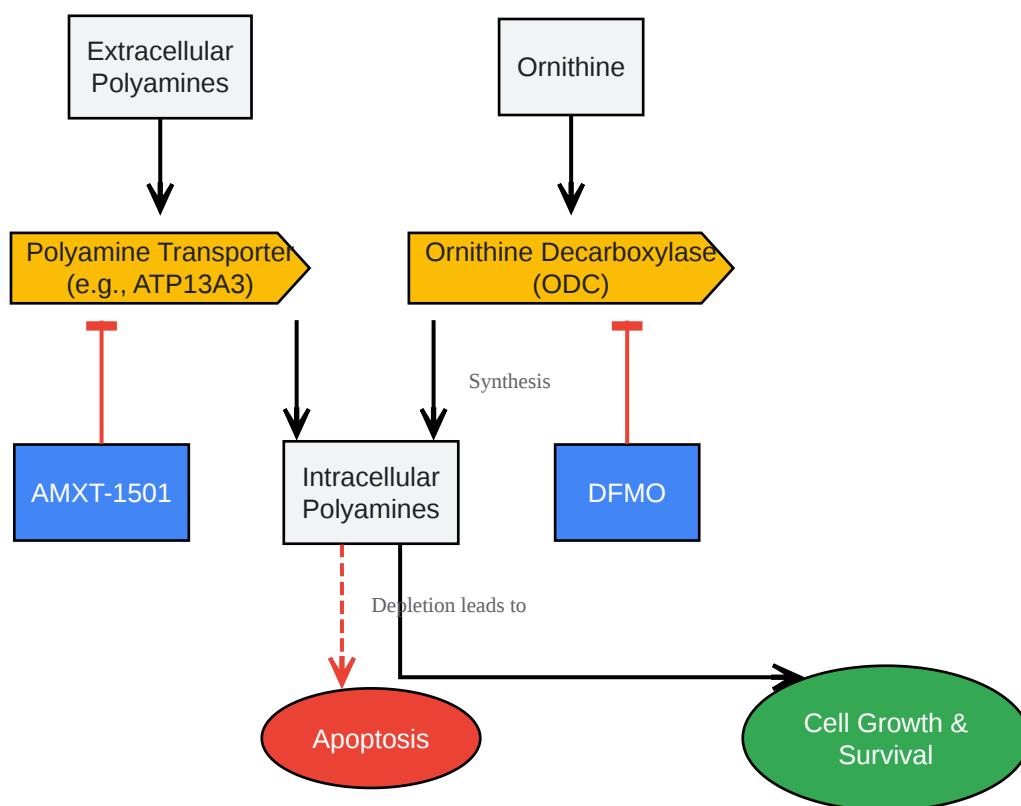 Extracellular
Polyamines
Ornithine
Polyamine Transporter
(e.g., ATP13A3)
Ornithine Decarboxylase
(ODC)
Synthesis
AMXT-1501
Intracellular
Polyamines
DFMO
Depletion leads to
Apoptosis
Cell Growth &
Survival